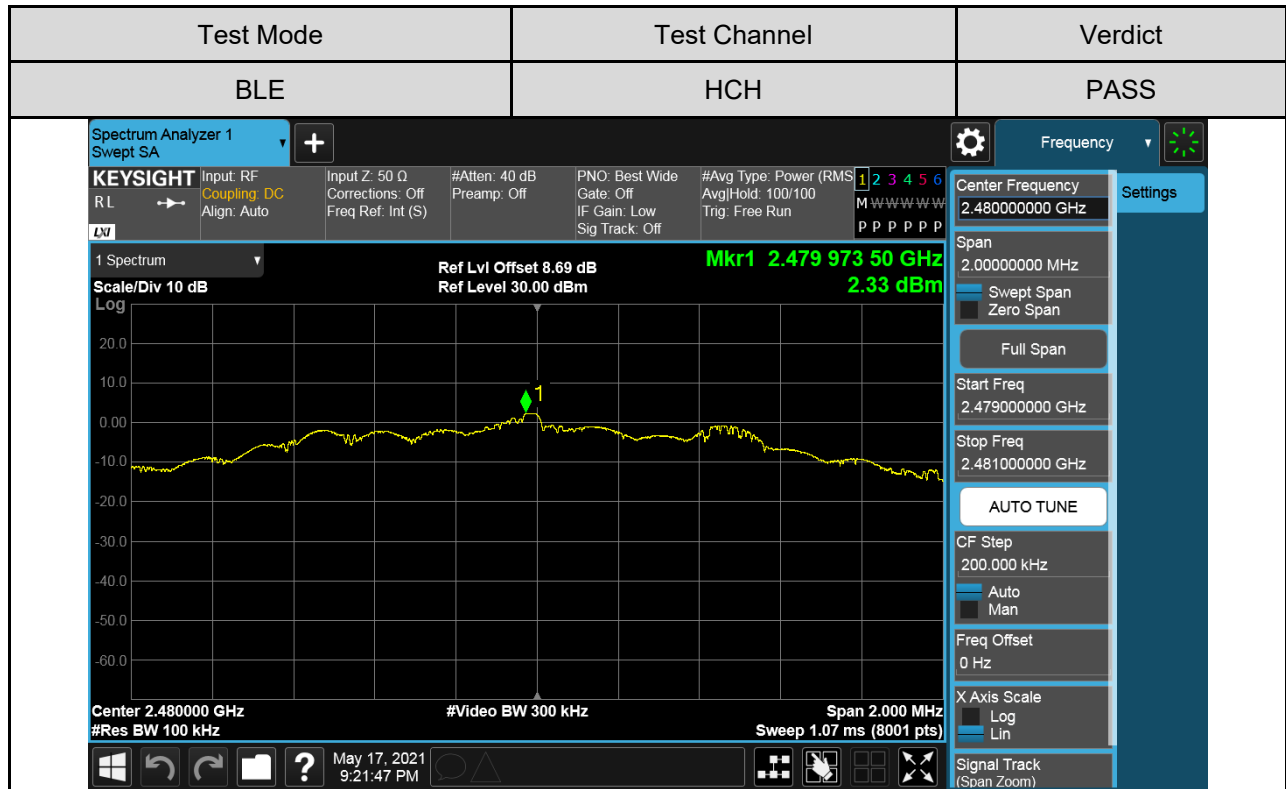 Test Mode Test Channel Verdict
BLE HCH PASS
Spectrum Analyzer 1
Swept SA
+
Frequency
KEYSIGHT
RL
LXI
Input: RF
Coupling: DC
Align: Auto
Input Z: 50 Ω
Corrections: Off
Freq Ref: Int (S)
#Atten: 40 dB
Preamp: Off
PNO: Best Wide
Gate: Off
IF Gain: Low
Sig Track: Off
#Avg Type: Power (RMS
Avg|Hold: 100/100
Trig: Free Run
1 2 3 4 5 6
M W W W W W
P P P P P P
1 Spectrum
Scale/Div 10 dB
Log
Ref Lvl Offset 8.69 dB
Ref Level 30.00 dBm
Mkr1 2.479 973 50 GHz
2.33 dBm
20.0
10.0
0.00
-10.0
-20.0
-30.0
-40.0
-50.0
-60.0
1
Center 2.480000 GHz
#Res BW 100 kHz
#Video BW 300 kHz
Span 2.000 MHz
Sweep 1.07 ms (8001 pts)
?
May 17, 2021
9:21:47 PM
Center Frequency
2.480000000 GHz
Settings
Span
2.00000000 MHz
Swept Span
Zero Span
Full Span
Start Freq
2.479000000 GHz
Stop Freq
2.481000000 GHz
AUTO TUNE
CF Step
200.000 kHz
Auto
Man
Freq Offset
0 Hz
X Axis Scale
Log
Lin
Signal Track
(Span Zoom)